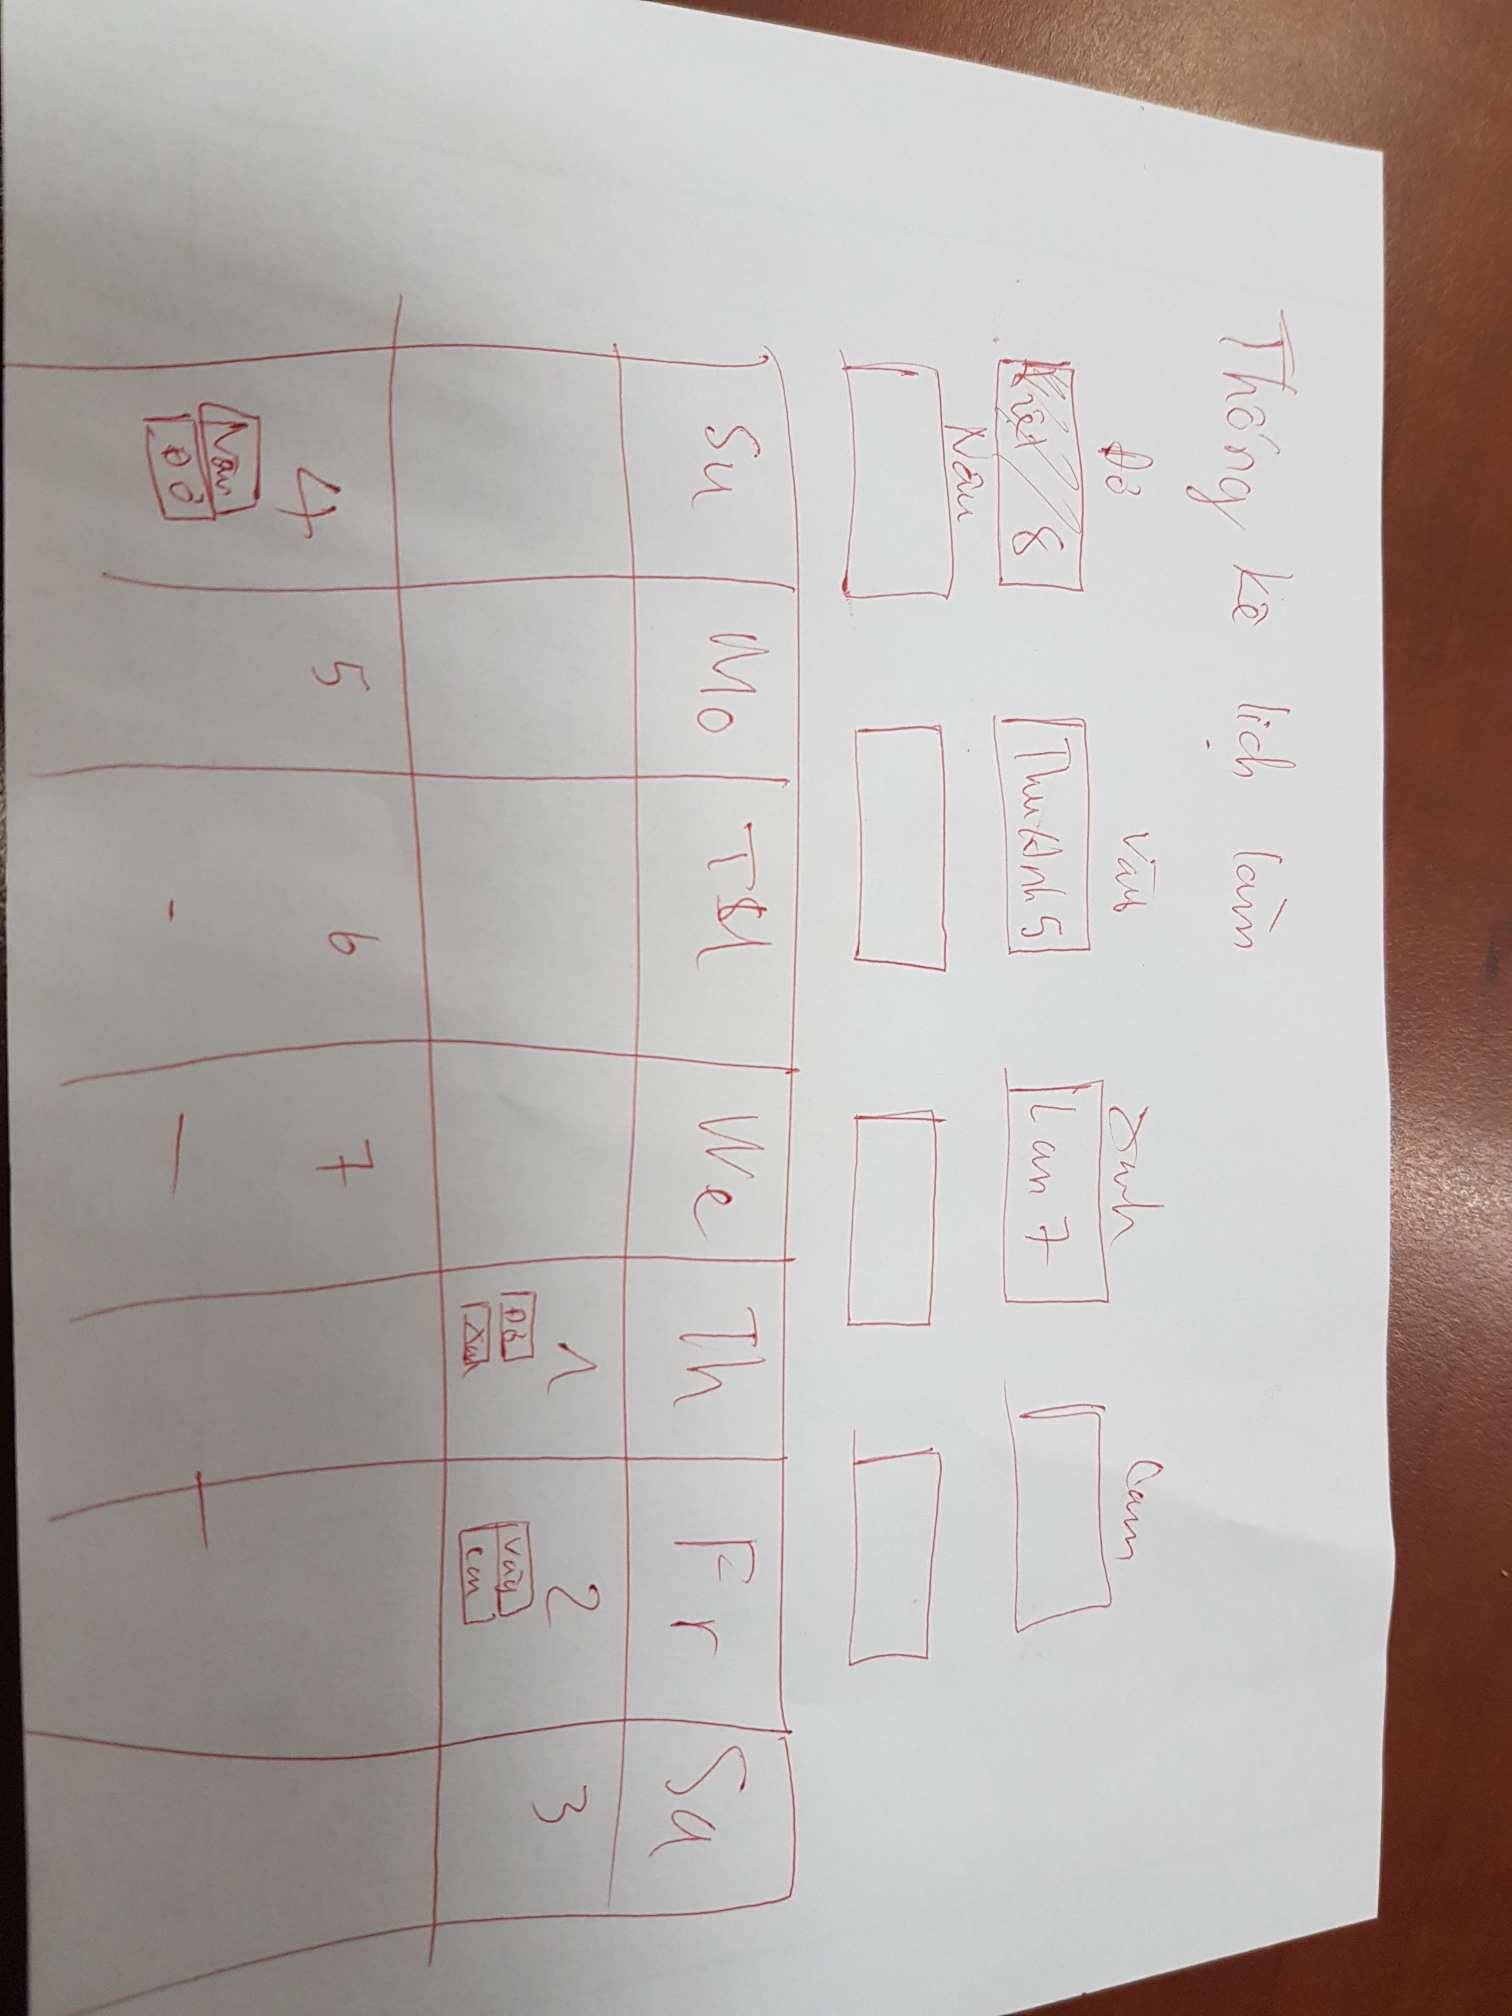 Thống kê lịch làm
Đỏ Vàng Xanh Cam
Việt 8 Thu Anh 5 Lan 7
Nâu
Su Mo Tu We Th Fr Sa
1 2 3
Đỏ Vàng
Xanh Cam
4 5 6 7
Nâu
Đỏ